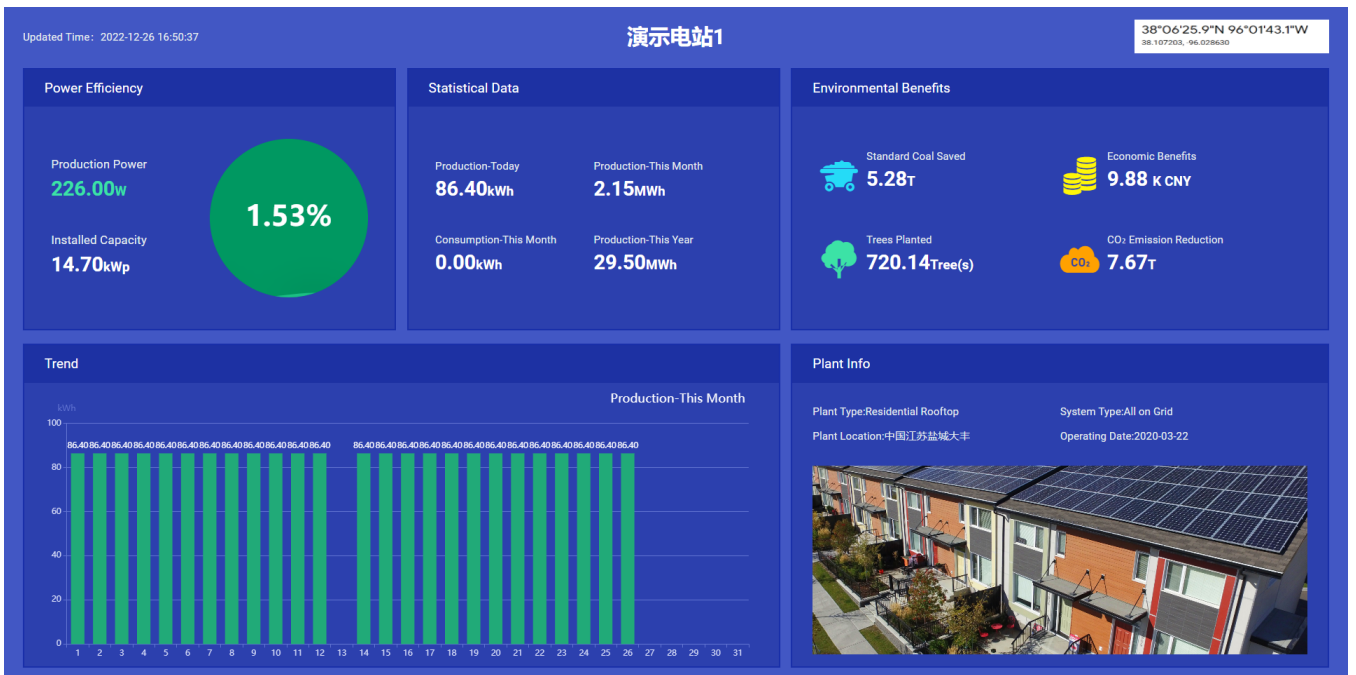 Updated Time: 2022-12-26 16:50:37
演示电站1
38°06'25.9"N 96°01'43.1"W
38.107203, -96.028630
Power Efficiency
Production Power
226.00W
Installed Capacity
14.70kWp
1.53%
Statistical Data
Production-Today
86.40kWh
Production-This Month
2.15MWh
Consumption-This Month
0.00kWh
Production-This Year
29.50MWh
Environmental Benefits
Standard Coal Saved
5.28T
Economic Benefits
9.88 K CNY
Trees Planted
720.14Tree(s)
CO₂
CO₂ Emission Reduction
7.67T
Trend
Production-This Month
kWh
100
86.40 86.40 86.40 86.40 86.40 86.40 86.40 86.40 86.40 86.40 86.40 86.40 86.40 86.40 86.40 86.40 86.40 86.40 86.40 86.40 86.40 86.40 86.40 86.40 86.40
80
60
40
20
0
1 2 3 4 5 6 7 8 9 10 11 12 13 14 15 16 17 18 19 20 21 22 23 24 25 26 27 28 29 30 31
Plant Info
Plant Type:Residential Rooftop
System Type:All on Grid
Plant Location:中国江苏盐城大丰
Operating Date:2020-03-22